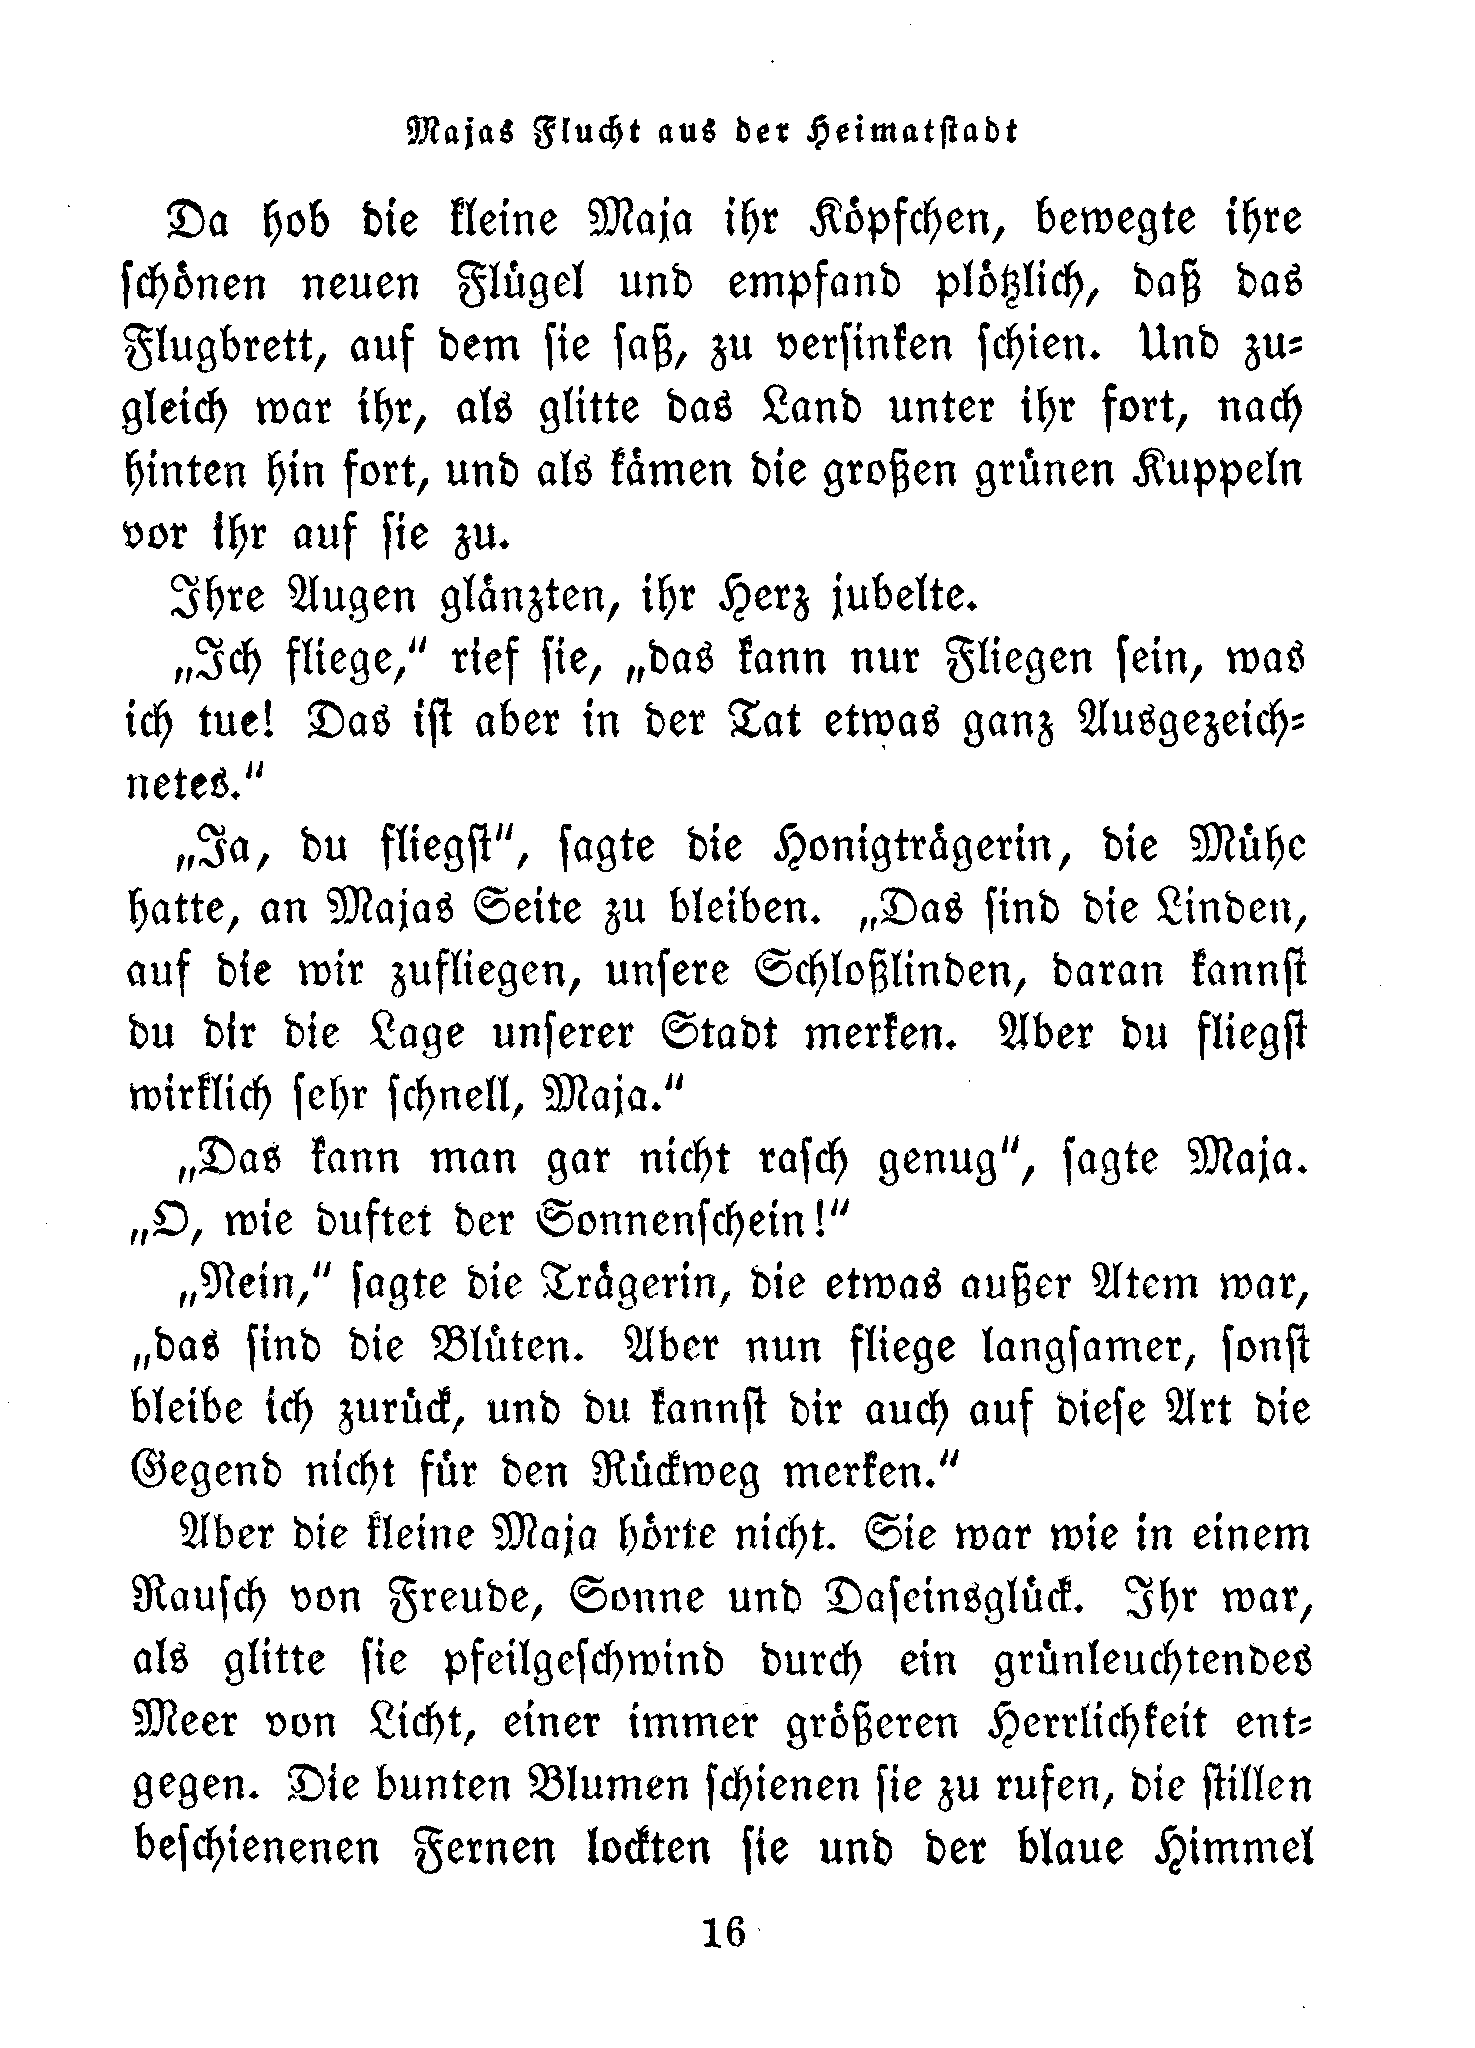 Majas Flucht aus der Heimatstadt
Da hob die kleine Maja ihr Köpfchen, bewegte ihre
schönen neuen Flügel und empfand plötzlich, daß das
Flugbrett, auf dem sie saß, zu versinken schien. Und zu=
gleich war ihr, als glitte das Land unter ihr fort, nach
hinten hin fort, und als kämen die großen grünen Kuppeln
vor ihr auf sie zu.
Ihre Augen glänzten, ihr Herz jubelte.
„Ich fliege,“ rief sie, „das kann nur Fliegen sein, was
ich tue! Das ist aber in der Tat etwas ganz Ausgezeich=
netes.“
„Ja, du fliegst“, sagte die Honigträgerin, die Mühe
hatte, an Majas Seite zu bleiben. „Das sind die Linden,
auf die wir zufliegen, unsere Schloßlinden, daran kannst
du dir die Lage unserer Stadt merken. Aber du fliegst
wirklich sehr schnell, Maja.“
„Das kann man gar nicht rasch genug“, sagte Maja.
„O, wie duftet der Sonnenschein!“
„Nein,“ sagte die Trägerin, die etwas außer Atem war,
„das sind die Blüten. Aber nun fliege langsamer, sonst
bleibe ich zurück, und du kannst dir auch auf diese Art die
Gegend nicht für den Rückweg merken.“
Aber die kleine Maja hörte nicht. Sie war wie in einem
Rausch von Freude, Sonne und Daseinsglück. Ihr war,
als glitte sie pfeilgeschwind durch ein grünleuchtendes
Meer von Licht, einer immer größeren Herrlichkeit ent=
gegen. Die bunten Blumen schienen sie zu rufen, die stillen
beschienenen Fernen lockten sie und der blaue Himmel
16